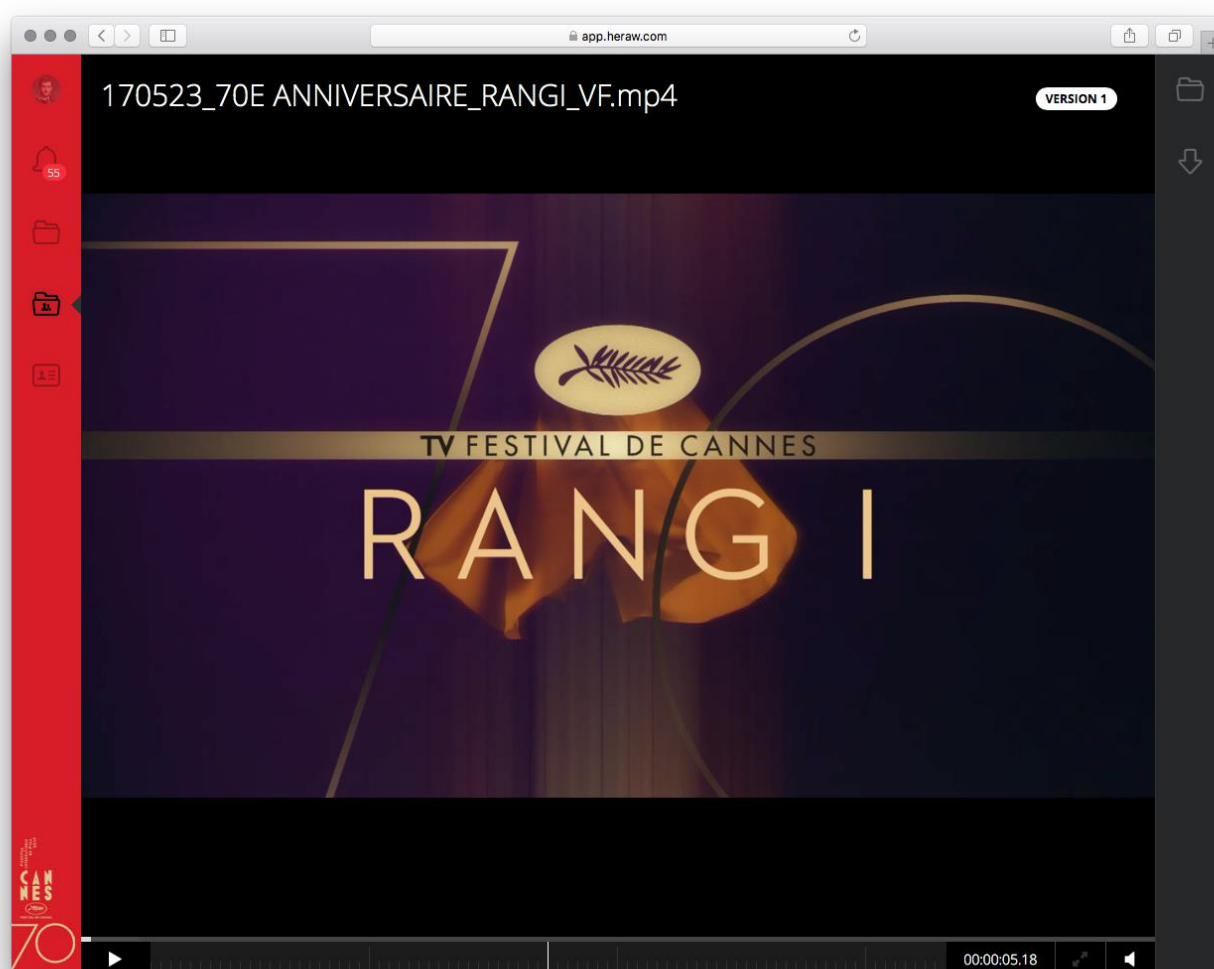 app.heraw.com
170523_70E ANNIVERSAIRE_RANGI_VF.mp4
VERSION 1
55
TV FESTIVAL DE CANNES
RANG I
CAN
NES
70
00:00:05.18